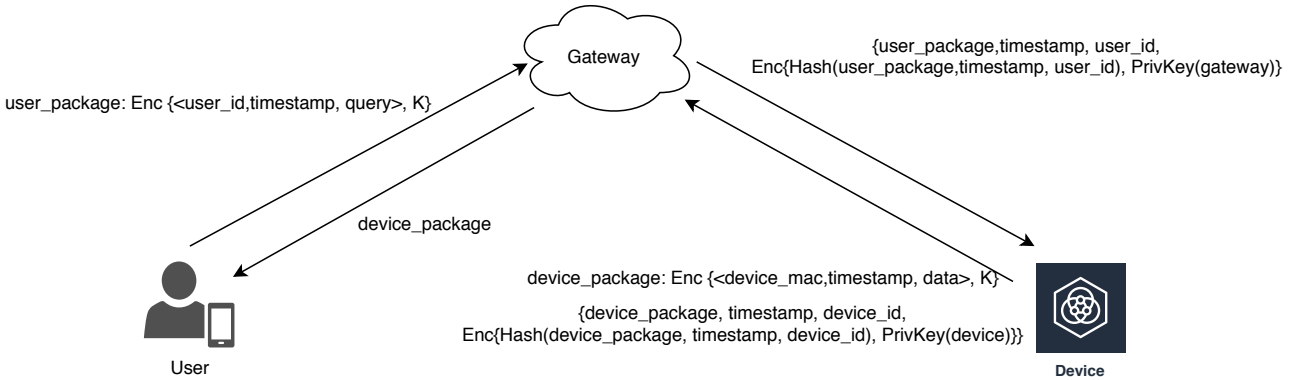 Gateway
{user_package,timestamp, user_id,
Enc{Hash(user_package,timestamp, user_id), PrivKey(gateway)}
user_package: Enc {<user_id,timestamp, query>, K}
device_package
device_package: Enc {<device_mac,timestamp, data>, K}
{device_package, timestamp, device_id,
Enc{Hash(device_package, timestamp, device_id), PrivKey(device)}}
User
Device